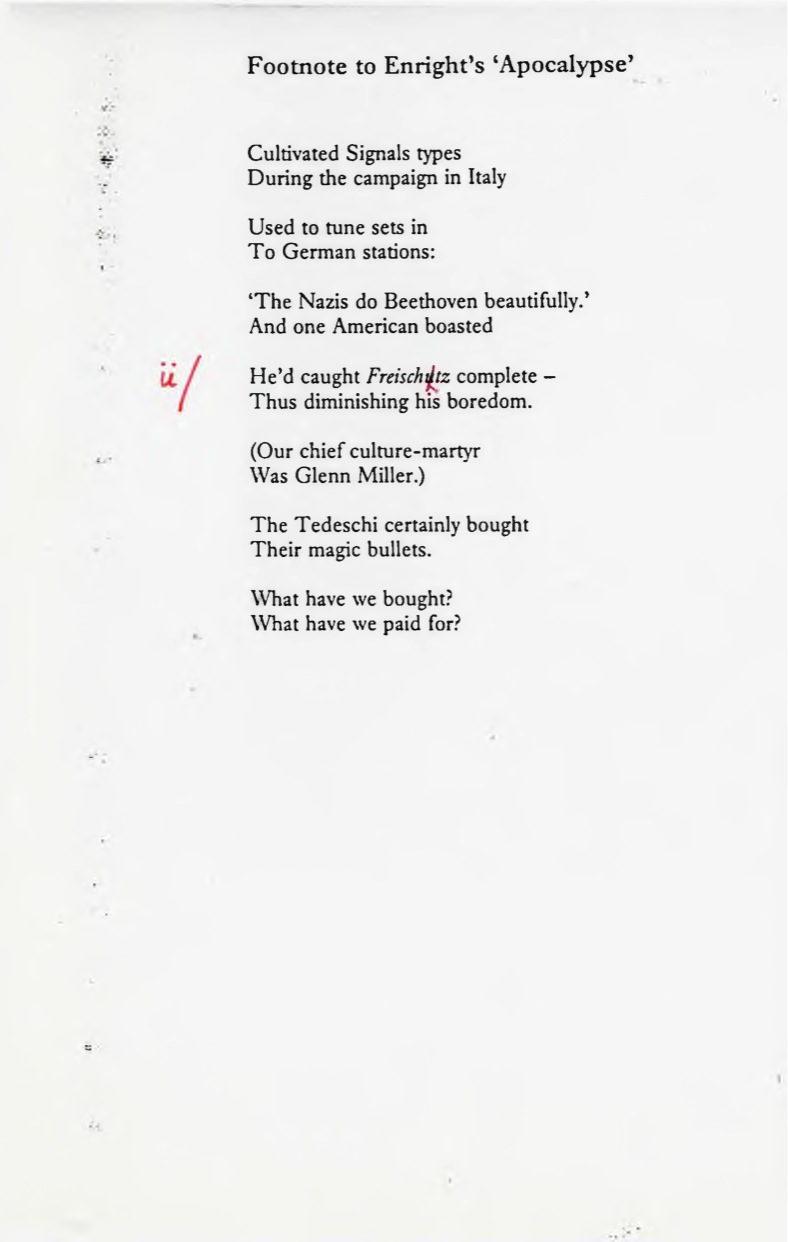 Footnote to Enright's ‘Apocalypse’
Cultivated Signals types
During the campaign in Italy
Used to tune sets in
To German stations:
‘The Nazis do Beethoven beautifully.’
And one American boasted
ü/
He'd caught Freischutz complete –
Thus diminishing his boredom.
(Our chief culture-martyr
Was Glenn Miller.)
The Tedeschi certainly bought
Their magic bullets.
What have we bought?
What have we paid for?